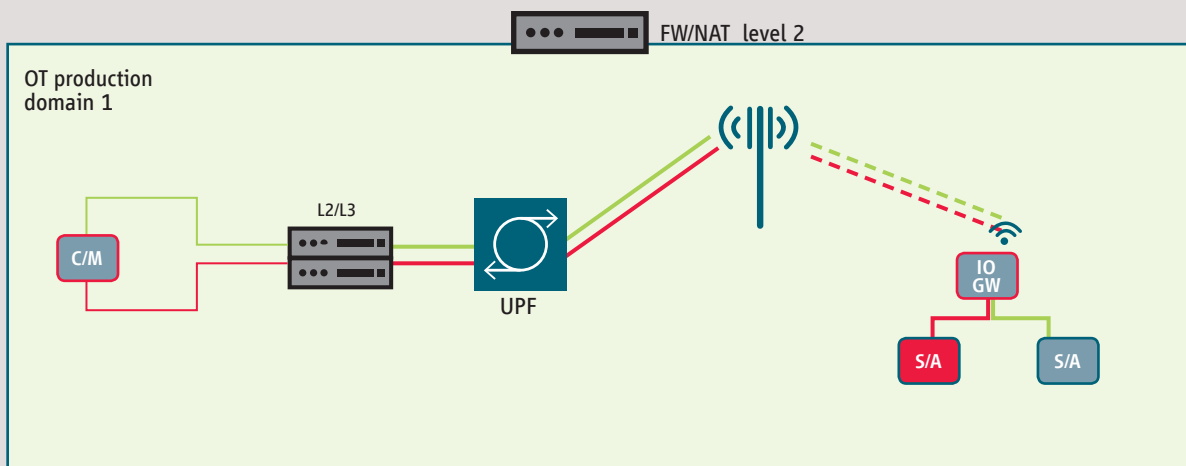 FW/NAT level 2
OT production
domain 1
L2/L3
C/M
UPF
IO
GW
S/A
S/A